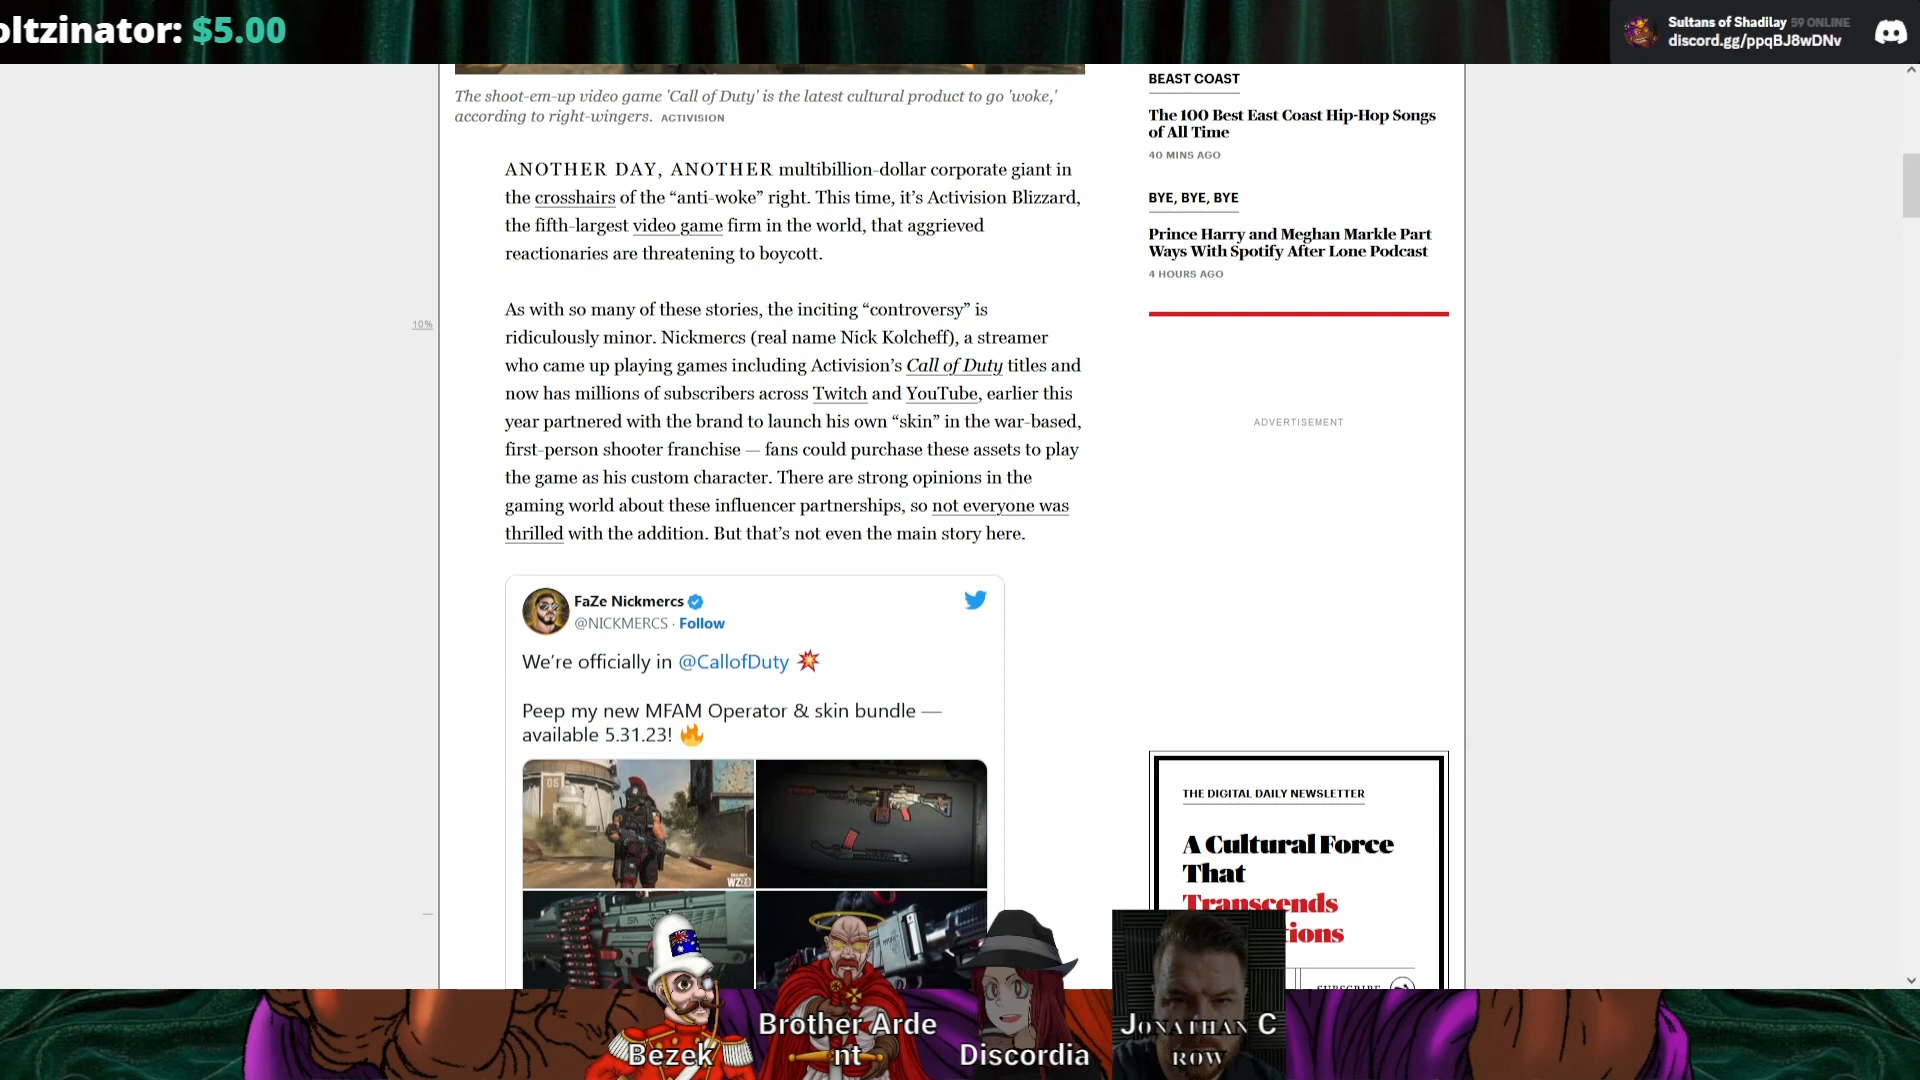 oltzinator: $5.00
Sultans of Shadilay 59 ONLINE
discord.gg/ppqBJ8wDNv
The shoot-em-up video game 'Call of Duty' is the latest cultural product to go 'woke,'
according to right-wingers. ACTIVISION
ANOTHER DAY, ANOTHER multibillion-dollar corporate giant in
the crosshairs of the “anti-woke” right. This time, it’s Activision Blizzard,
the fifth-largest video game firm in the world, that aggrieved
reactionaries are threatening to boycott.
10%
As with so many of these stories, the inciting “controversy” is
ridiculously minor. Nickmercs (real name Nick Kolcheff), a streamer
who came up playing games including Activision’s Call of Duty titles and
now has millions of subscribers across Twitch and YouTube, earlier this
year partnered with the brand to launch his own “skin” in the war-based,
first-person shooter franchise — fans could purchase these assets to play
the game as his custom character. There are strong opinions in the
gaming world about these influencer partnerships, so not everyone was
thrilled with the addition. But that’s not even the main story here.
FaZe Nickmercs
@NICKMERCS · Follow
We’re officially in @CallofDuty 💥
Peep my new MFAM Operator & skin bundle —
available 5.31.23! 🔥
05
WZ2.0
BEAST COAST
The 100 Best East Coast Hip-Hop Songs
of All Time
40 MINS AGO
BYE, BYE, BYE
Prince Harry and Meghan Markle Part
Ways With Spotify After Lone Podcast
4 HOURS AGO
ADVERTISEMENT
THE DIGITAL DAILY NEWSLETTER
A Cultural Force
That
Transcends
ions
SUBSCRIBE
Bezek
Brother Arde
nt
Discordia
JONATHAN C
ROW